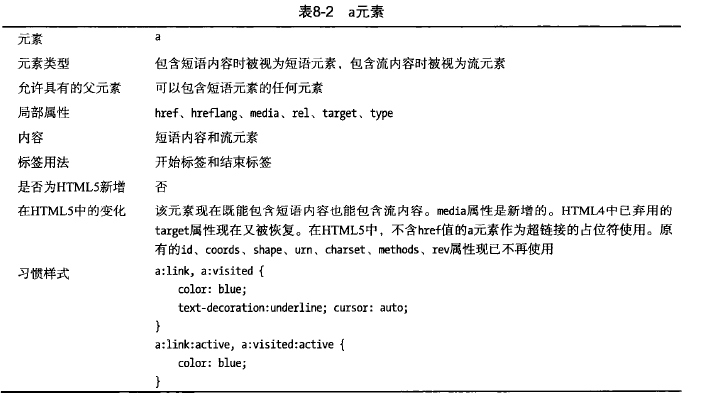 表8-2 a元素
元素 a
元素类型 包含短语内容时被视为短语元素，包含流内容时被视为流元素
允许具有的父元素 可以包含短语元素的任何元素
局部属性 href、hreflang、media、rel、target、type
内容 短语内容和流元素
标签用法 开始标签和结束标签
是否为HTML5新增 否
在HTML5中的变化 该元素现在既能包含短语内容也能包含流内容。media属性是新增的。HTML4中已弃用的
target属性现在又被恢复。在HTML5中，不含href值的a元素作为超链接的占位符使用。原
有的id、coords、shape、urn、charset、methods、rev属性现已不再使用
习惯样式 a:link, a:visited {
color: blue;
text-decoration:underline; cursor: auto;
}
a:link:active, a:visited:active {
color: blue;
}